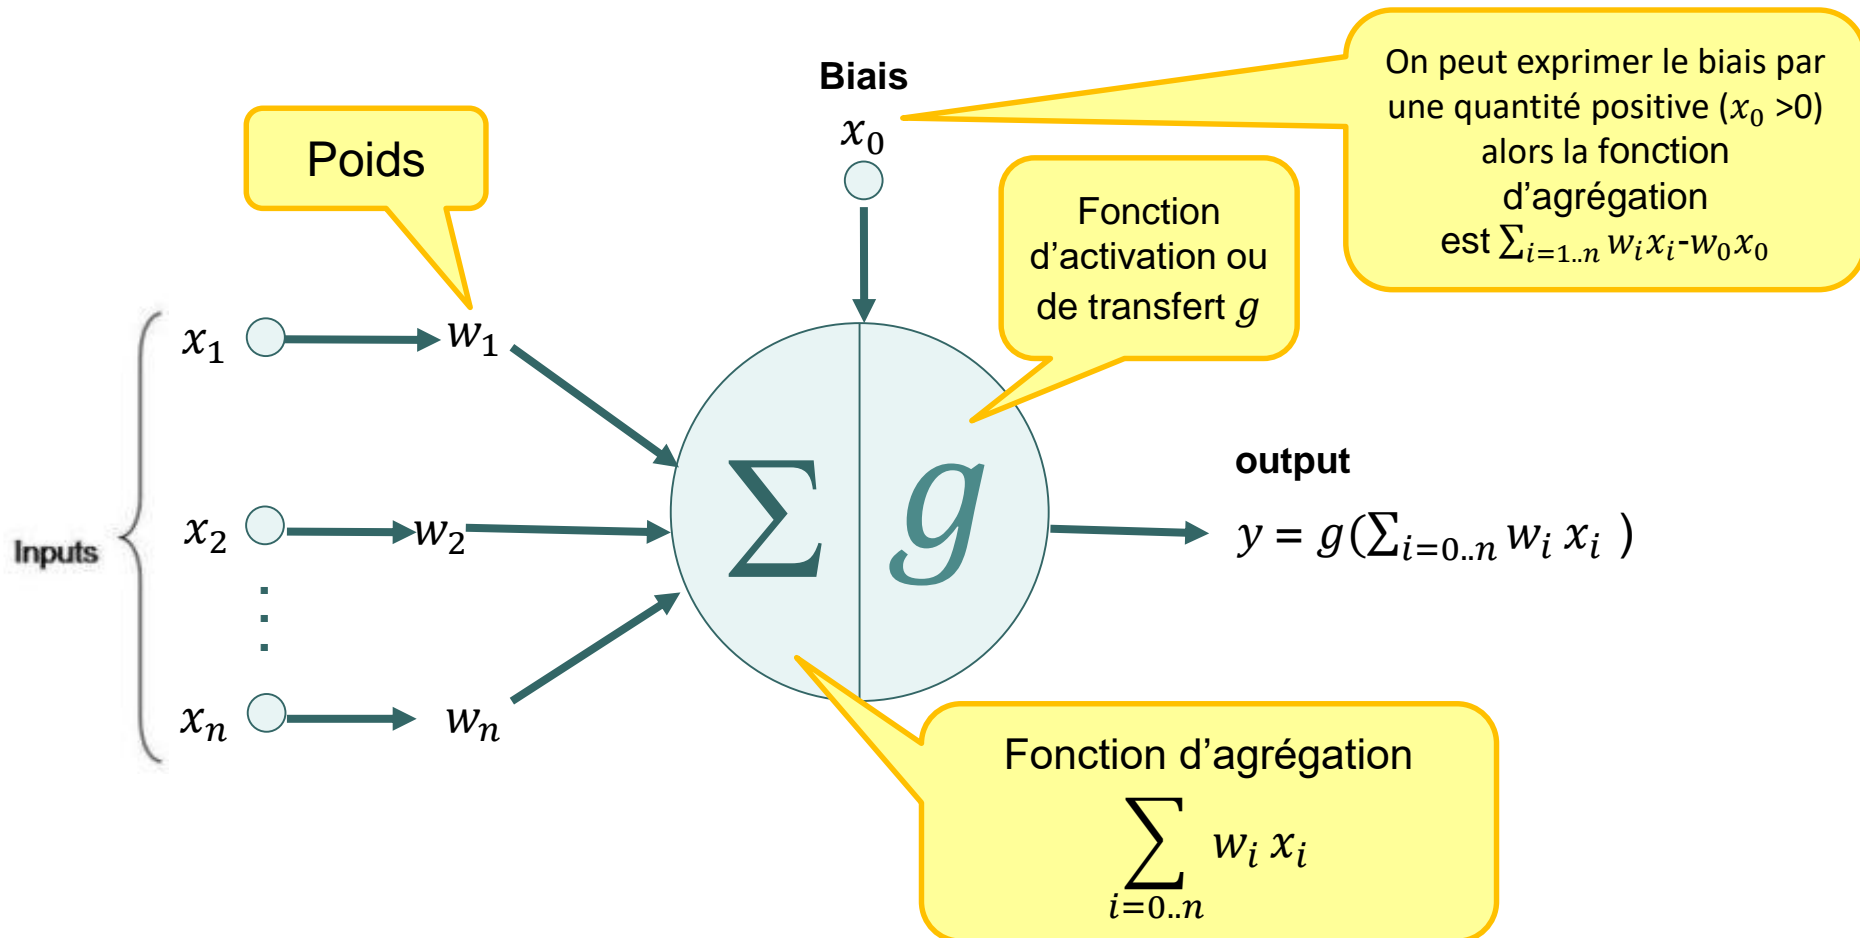 Biais
x₀
On peut exprimer le biais par
une quantité positive (x₀ >0)
alors la fonction
d'agrégation
est ∑ᵢ₌₁..ₙ wᵢxᵢ-w₀x₀
Poids
Fonction
d'activation ou
de transfert g
Inputs
x₁
w₁
x₂
w₂
⋮
xₙ
wₙ
Σ
g
output
y = g(∑ᵢ₌₀..ₙ wᵢ xᵢ )
Fonction d'agrégation
∑ wᵢ xᵢ
i=0..n